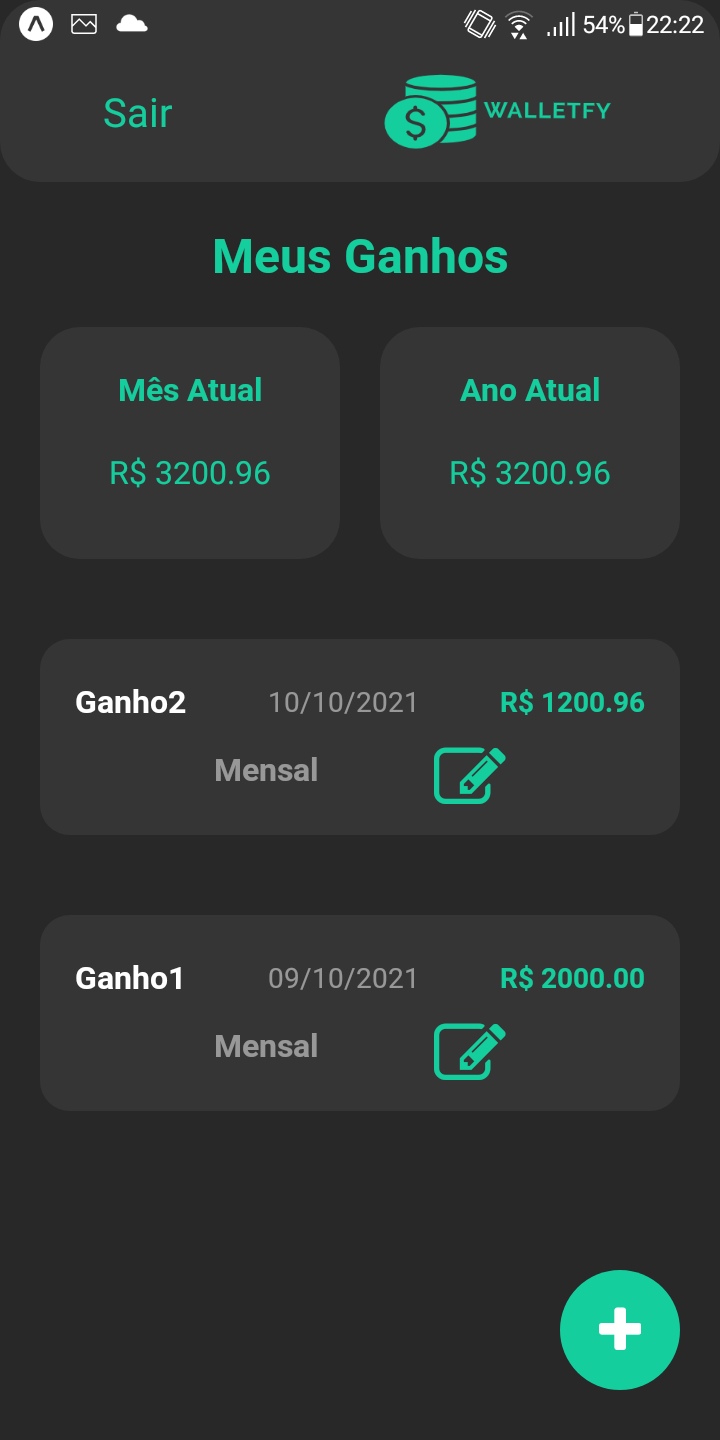 54% 22:22
Sair
$ WALLETFY
Meus Ganhos
Mês Atual
R$ 3200.96
Ano Atual
R$ 3200.96
Ganho2 10/10/2021 R$ 1200.96
Mensal
Ganho1 09/10/2021 R$ 2000.00
Mensal